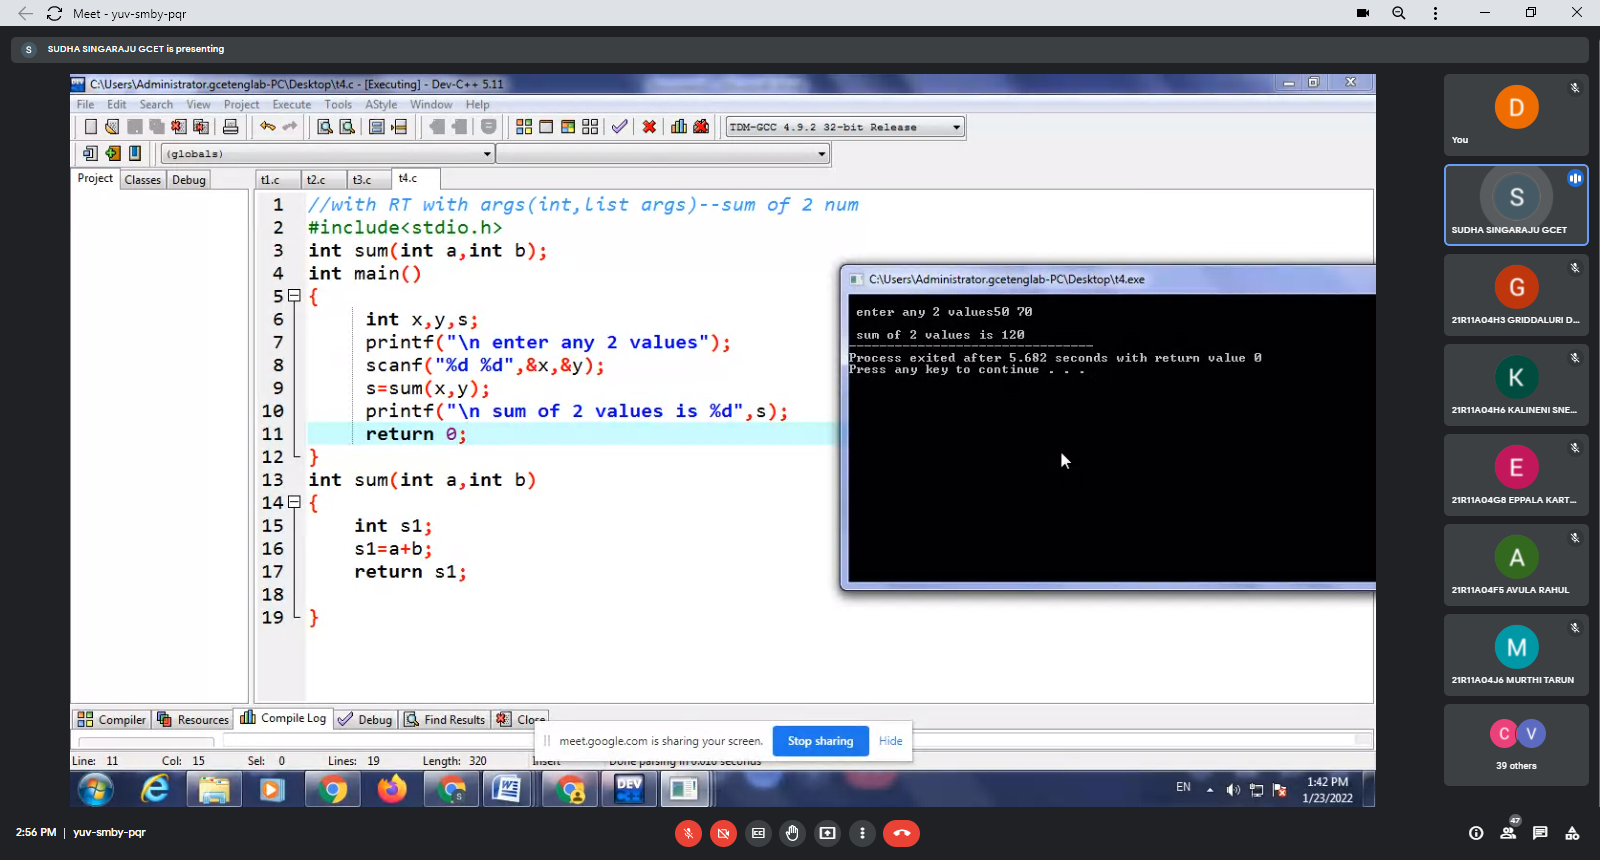 Meet - yuv-smby-pqr
S SUDHA SINGARAJU GCET is presenting
C:\Users\Administrator.gcetenglab-PC\Desktop\t4.c - [Executing] - Dev-C++ 5.11
File Edit Search View Project Execute Tools AStyle Window Help
TDM-GCC 4.9.2 32-bit Release
(globals)
Project Classes Debug
t1.c t2.c t3.c t4.c
1 //with RT with args(int,list args)--sum of 2 num
2 #include<stdio.h>
3 int sum(int a,int b);
4 int main()
5 {
6 int x,y,s;
7 printf("\n enter any 2 values");
8 scanf("%d %d",&x,&y);
9 s=sum(x,y);
10 printf("\n sum of 2 values is %d",s);
11 return 0;
12 }
13 int sum(int a,int b)
14 {
15 int s1;
16 s1=a+b;
17 return s1;
18
19 }
C:\Users\Administrator.gcetenglab-PC\Desktop\t4.exe
enter any 2 values50 70
sum of 2 values is 120
--------------------------------
Process exited after 5.682 seconds with return value 0
Press any key to continue . . .
Compiler Resources Compile Log Debug Find Results Close
meet.google.com is sharing your screen. Stop sharing Hide
Line: 11 Col: 15 Sel: 0 Lines: 19 Length: 320 Insert Done parsing in 0.016 seconds
S
W
DEV
EN
1:42 PM
1/23/2022
D
You
S
SUDHA SINGARAJU GCET
G
21R11A04H3 GRIDDALURI D...
K
21R11A04H6 KALINENI SNE...
E
21R11A04G8 EPPALA KART...
A
21R11A04F5 AVULA RAHUL
M
21R11A04J6 MURTHI TARUN
C V
39 others
2:56 PM | yuv-smby-pqr
47